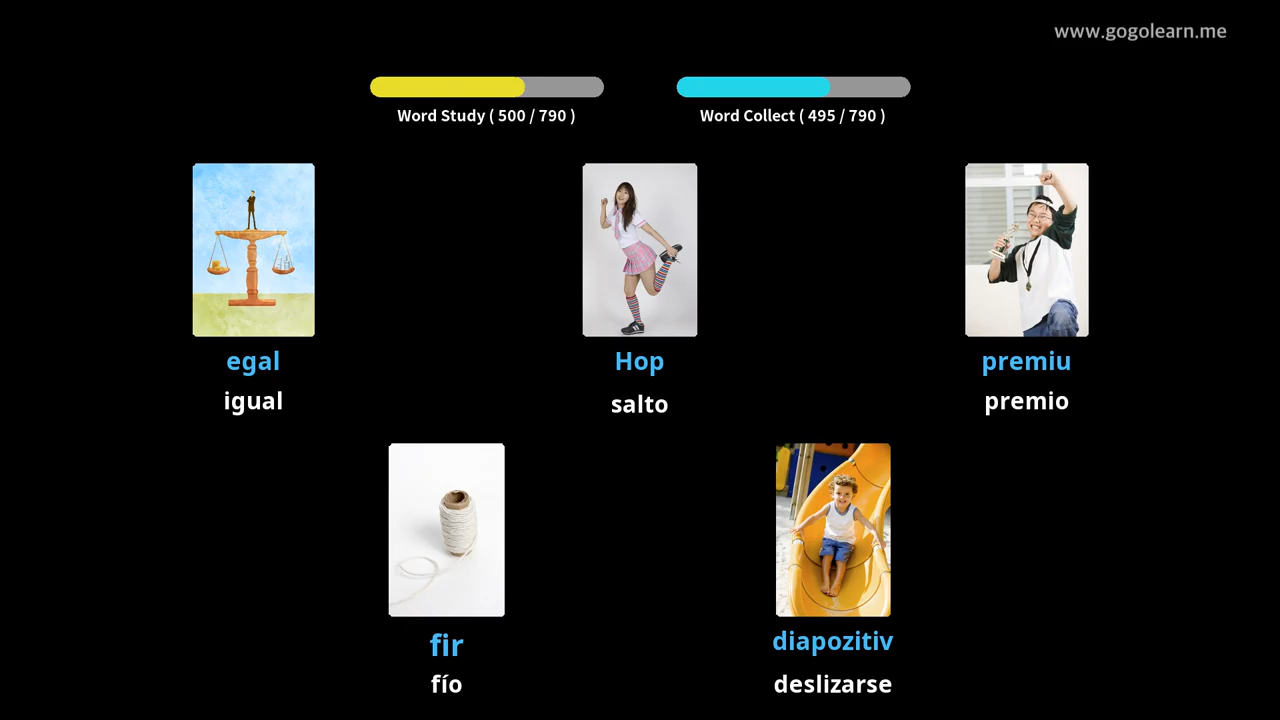 www.gogolearn.me
Word Study ( 500 / 790 )
Word Collect ( 495 / 790 )
egal
igual
Hop
salto
premiu
premio
fir
fío
diapozitiv
deslizarse